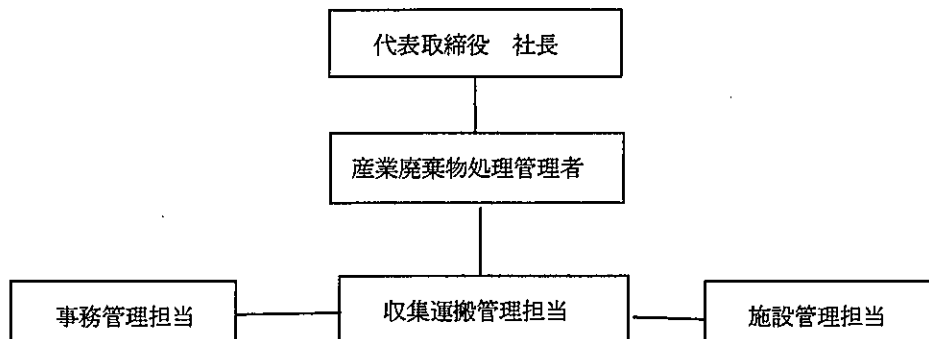 代表取締役　社長
産業廃棄物処理管理者
事務管理担当
収集運搬管理担当
施設管理担当